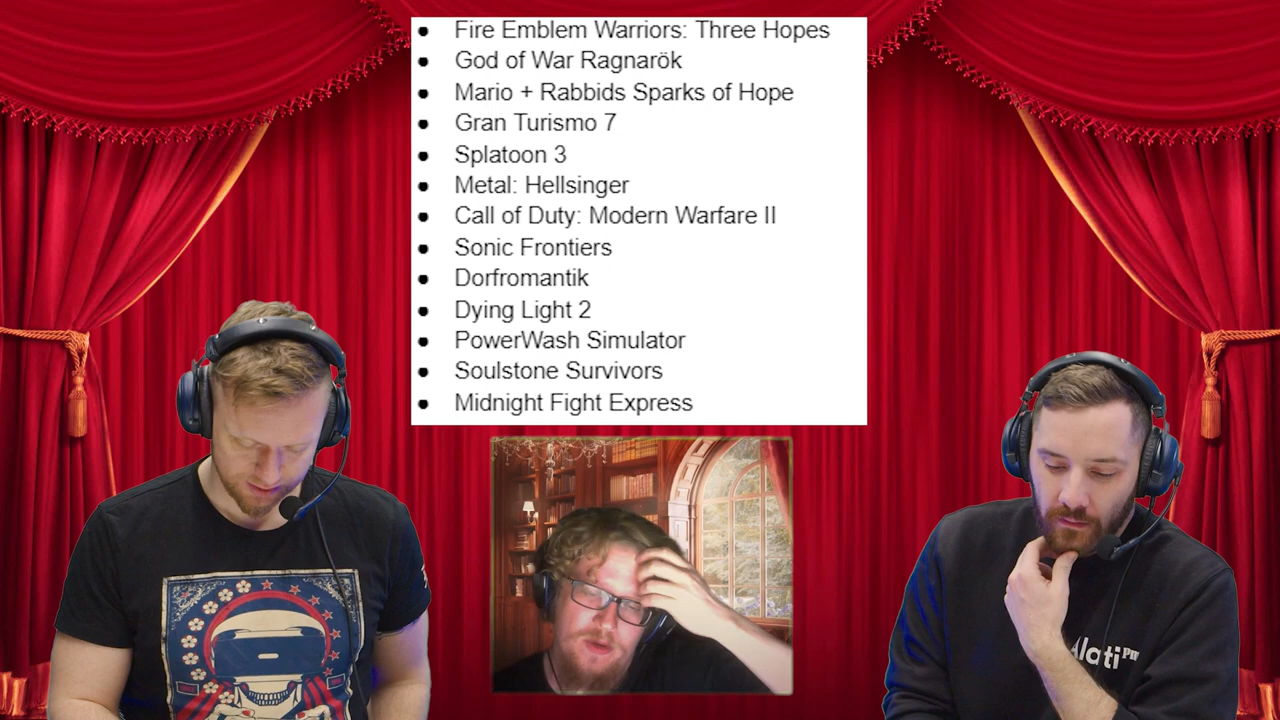 Fire Emblem Warriors: Three Hopes
God of War Ragnarök
Mario + Rabbids Sparks of Hope
Gran Turismo 7
Splatoon 3
Metal: Hellsinger
Call of Duty: Modern Warfare II
Sonic Frontiers
Dorfromantik
Dying Light 2
PowerWash Simulator
Soulstone Survivors
Midnight Fight Express